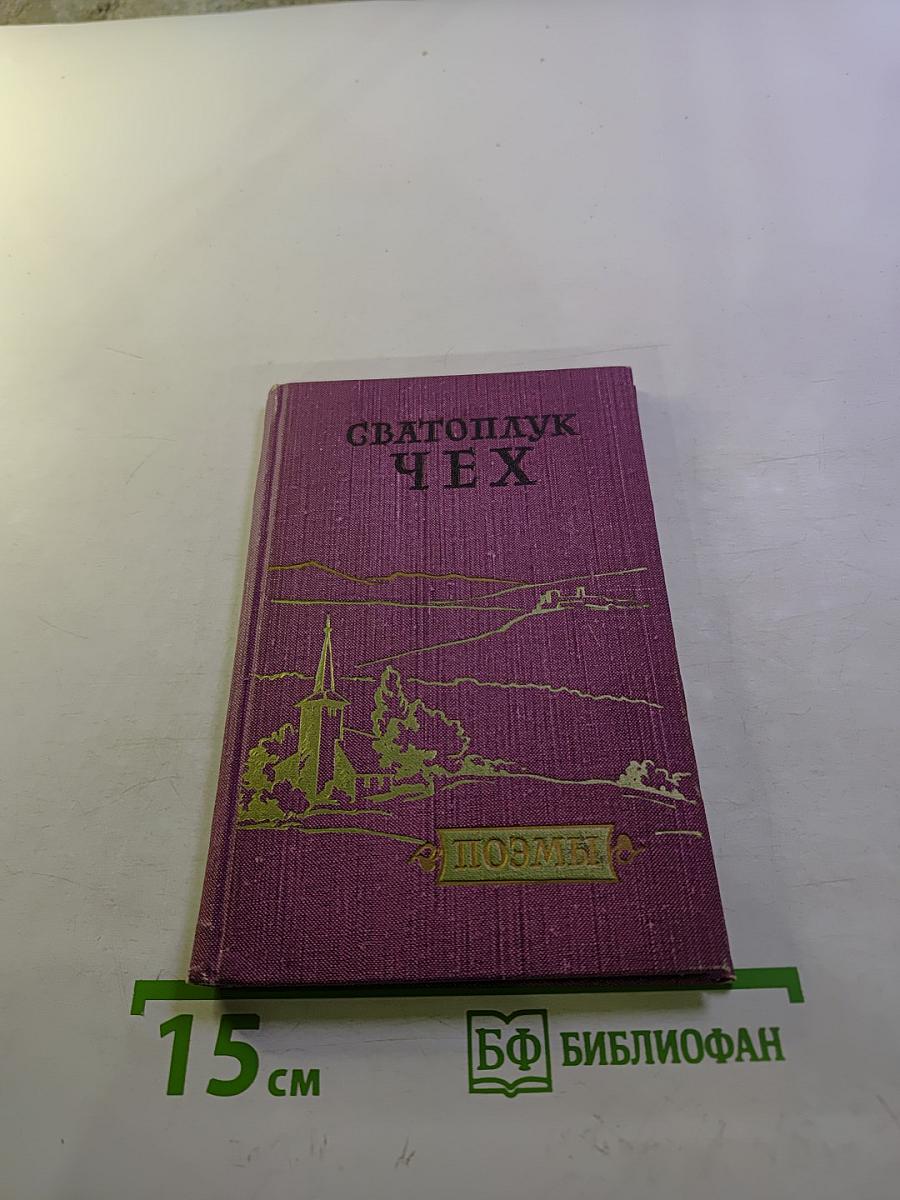 СВАТОПЛУК
ЧЕХ
ПОЭМЫ
15 см
БФ БИБЛИОФАН